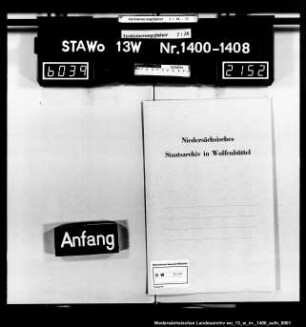 STAWo 13W Nr.1400-1408
6039
2152
Niedersächsisches
Staatsarchiv in Wolfenbüttel
Anfang
Niedersächsisches Landesarchiv wo_13_w_nr_1400_aufn_0001